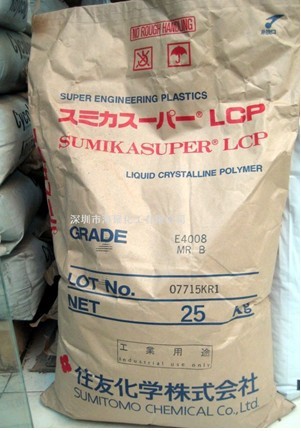 NO ROUGH HANDLING
SUPER ENGINEERING PLASTICS
スミカスーパー® LCP
SUMIKASUPER® LCP
LIQUID CRYSTALLINE POLYMER
GRADE E4008
MR B
LOT No. 07715KR1
NET 25 Kg
工業用途
industrial use only
住友化学株式会社
SUMITOMO CHEMICAL Co., Ltd.